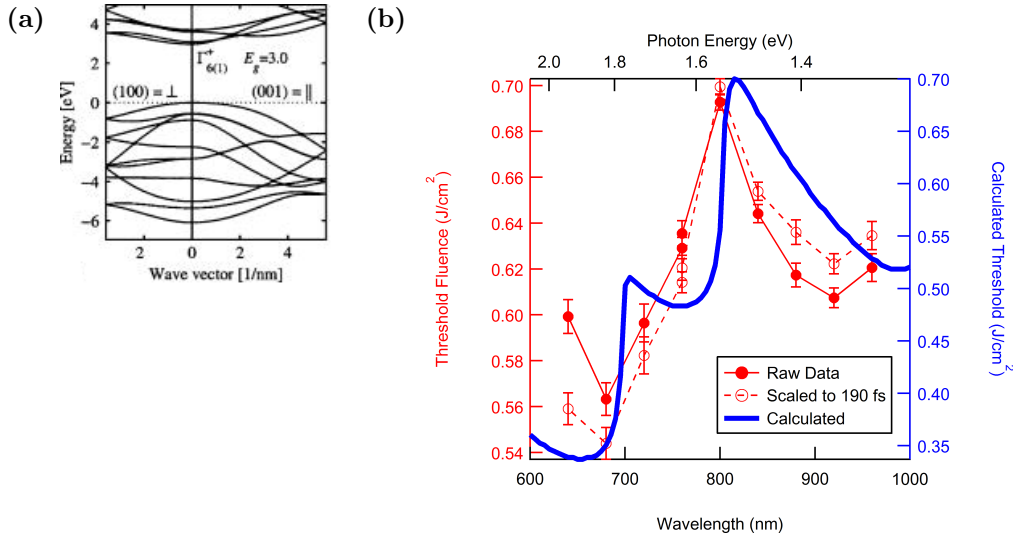 (a)
(b)
4
2
0
−2
−4
−6
Energy [eV]
Γ+6(1) Eg=3.0
(100) = ⊥
(001) = ∥
2 0 2 4
Wave vector [1/nm]
Photon Energy (eV)
2.0 1.8 1.6 1.4
0.70
0.68
0.66
0.64
0.62
0.60
0.58
0.56
0.54
Threshold Fluence (J/cm2)
0.70
0.65
0.60
0.55
0.50
0.45
0.40
0.35
Calculated Threshold (J/cm2)
Raw Data
Scaled to 190 fs
Calculated
600 700 800 900 1000
Wavelength (nm)